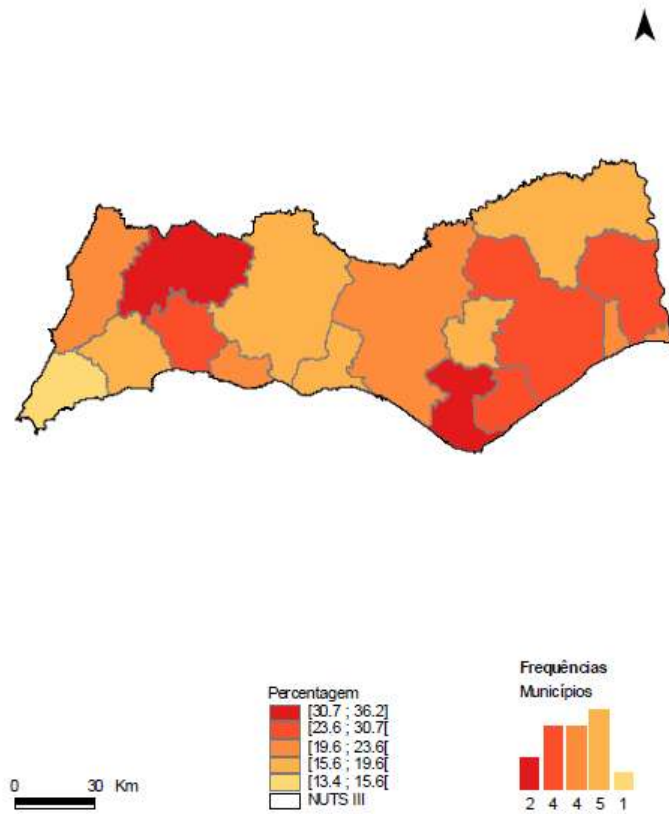 Percentagem
[30.7 ; 36.2]
[23.6 ; 30.7[
[19.6 ; 23.6[
[15.6 ; 19.6[
[13.4 ; 15.6[
NUTS III
Frequências
Municípios
2 4 4 5 1
0 30 Km